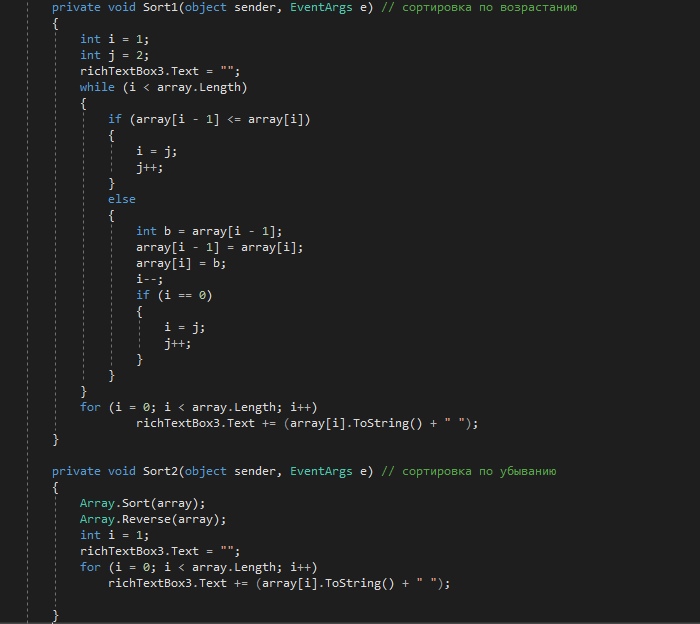 private void Sort1(object sender, EventArgs e) // сортировка по возрастанию
{
int i = 1;
int j = 2;
richTextBox3.Text = "";
while (i < array.Length)
{
if (array[i - 1] <= array[i])
{
i = j;
j++;
}
else
{
int b = array[i - 1];
array[i - 1] = array[i];
array[i] = b;
i--;
if (i == 0)
{
i = j;
j++;
}
}
}
for (i = 0; i < array.Length; i++)
richTextBox3.Text += (array[i].ToString() + " ");
}
private void Sort2(object sender, EventArgs e) // сортировка по убыванию
{
Array.Sort(array);
Array.Reverse(array);
int i = 1;
richTextBox3.Text = "";
for (i = 0; i < array.Length; i++)
richTextBox3.Text += (array[i].ToString() + " ");
}